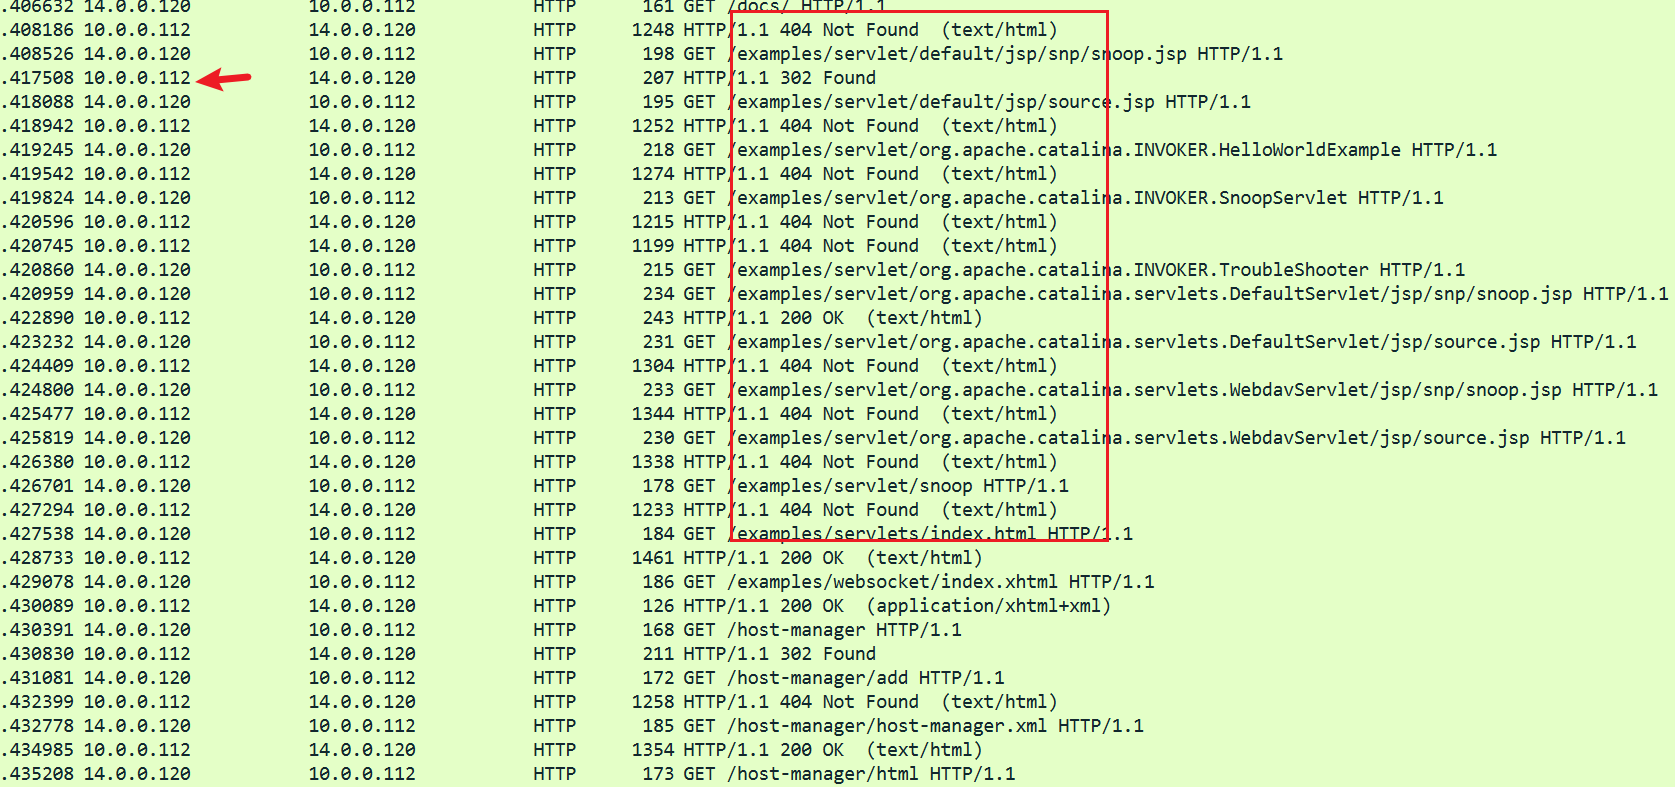 .406632 14.0.0.120 10.0.0.112 HTTP 161 GET /docs/ HTTP/1.1
.408186 10.0.0.112 14.0.0.120 HTTP 1248 HTTP/1.1 404 Not Found (text/html)
.408526 14.0.0.120 10.0.0.112 HTTP 198 GET /examples/servlet/default/jsp/snp/snoop.jsp HTTP/1.1
.417508 10.0.0.112 14.0.0.120 HTTP 207 HTTP/1.1 302 Found
.418088 14.0.0.120 10.0.0.112 HTTP 195 GET /examples/servlet/default/jsp/source.jsp HTTP/1.1
.418942 10.0.0.112 14.0.0.120 HTTP 1252 HTTP/1.1 404 Not Found (text/html)
.419245 14.0.0.120 10.0.0.112 HTTP 218 GET /examples/servlet/org.apache.catalina.INVOKER.HelloWorldExample HTTP/1.1
.419542 10.0.0.112 14.0.0.120 HTTP 1274 HTTP/1.1 404 Not Found (text/html)
.419824 14.0.0.120 10.0.0.112 HTTP 213 GET /examples/servlet/org.apache.catalina.INVOKER.SnoopServlet HTTP/1.1
.420596 10.0.0.112 14.0.0.120 HTTP 1215 HTTP/1.1 404 Not Found (text/html)
.420745 10.0.0.112 14.0.0.120 HTTP 1199 HTTP/1.1 404 Not Found (text/html)
.420860 14.0.0.120 10.0.0.112 HTTP 215 GET /examples/servlet/org.apache.catalina.INVOKER.TroubleShooter HTTP/1.1
.420959 14.0.0.120 10.0.0.112 HTTP 234 GET /examples/servlet/org.apache.catalina.servlets.DefaultServlet/jsp/snp/snoop.jsp HTTP/1.1
.422890 10.0.0.112 14.0.0.120 HTTP 243 HTTP/1.1 200 OK (text/html)
.423232 14.0.0.120 10.0.0.112 HTTP 231 GET /examples/servlet/org.apache.catalina.servlets.DefaultServlet/jsp/source.jsp HTTP/1.1
.424409 10.0.0.112 14.0.0.120 HTTP 1304 HTTP/1.1 404 Not Found (text/html)
.424800 14.0.0.120 10.0.0.112 HTTP 233 GET /examples/servlet/org.apache.catalina.servlets.WebdavServlet/jsp/snp/snoop.jsp HTTP/1.1
.425477 10.0.0.112 14.0.0.120 HTTP 1344 HTTP/1.1 404 Not Found (text/html)
.425819 14.0.0.120 10.0.0.112 HTTP 230 GET /examples/servlet/org.apache.catalina.servlets.WebdavServlet/jsp/source.jsp HTTP/1.1
.426380 10.0.0.112 14.0.0.120 HTTP 1338 HTTP/1.1 404 Not Found (text/html)
.426701 14.0.0.120 10.0.0.112 HTTP 178 GET /examples/servlet/snoop HTTP/1.1
.427294 10.0.0.112 14.0.0.120 HTTP 1233 HTTP/1.1 404 Not Found (text/html)
.427538 14.0.0.120 10.0.0.112 HTTP 184 GET /examples/servlets/index.html HTTP/1.1
.428733 10.0.0.112 14.0.0.120 HTTP 1461 HTTP/1.1 200 OK (text/html)
.429078 14.0.0.120 10.0.0.112 HTTP 186 GET /examples/websocket/index.xhtml HTTP/1.1
.430089 10.0.0.112 14.0.0.120 HTTP 126 HTTP/1.1 200 OK (application/xhtml+xml)
.430391 14.0.0.120 10.0.0.112 HTTP 168 GET /host-manager HTTP/1.1
.430830 10.0.0.112 14.0.0.120 HTTP 211 HTTP/1.1 302 Found
.431081 14.0.0.120 10.0.0.112 HTTP 172 GET /host-manager/add HTTP/1.1
.432399 10.0.0.112 14.0.0.120 HTTP 1258 HTTP/1.1 404 Not Found (text/html)
.432778 14.0.0.120 10.0.0.112 HTTP 185 GET /host-manager/host-manager.xml HTTP/1.1
.434985 10.0.0.112 14.0.0.120 HTTP 1354 HTTP/1.1 200 OK (text/html)
.435208 14.0.0.120 10.0.0.112 HTTP 173 GET /host-manager/html HTTP/1.1